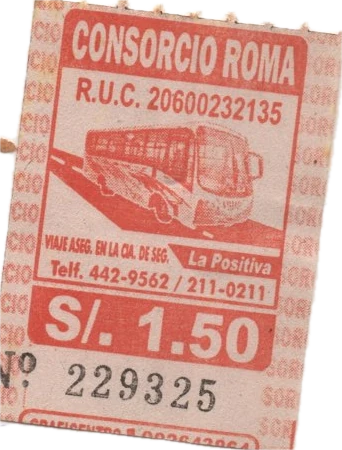 CONSORCIO ROMA
R.U.C. 20600232135
VIAJE ASEG. EN LA CIA. DE SEG.
La Positiva
Telf. 442-9562 / 211-0211
S/. 1.50
Nº 229325